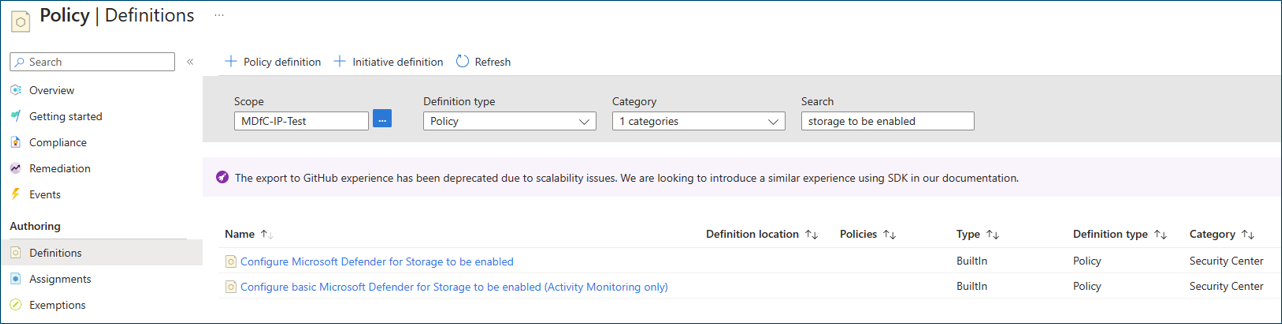 Policy | Definitions ...
Search «
Overview
Getting started
Compliance
Remediation
Events
Authoring
Definitions
Assignments
Exemptions
+ Policy definition + Initiative definition Refresh
Scope Definition type Category Search
MDfC-IP-Test ... Policy 1 categories storage to be enabled
The export to GitHub experience has been deprecated due to scalability issues. We are looking to introduce a similar experience using SDK in our documentation.
Name ↑↓ Definition location ↑↓ Policies ↑↓ Type ↑↓ Definition type ↑↓ Category ↑↓
Configure Microsoft Defender for Storage to be enabled BuiltIn Policy Security Center
Configure basic Microsoft Defender for Storage to be enabled (Activity Monitoring only) BuiltIn Policy Security Center